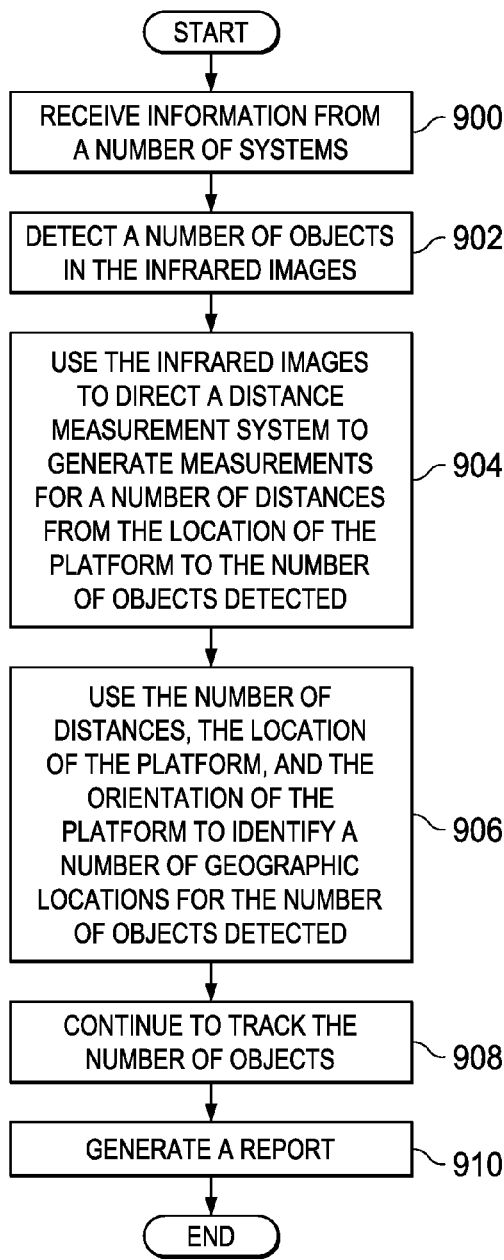 START
RECEIVE INFORMATION FROM
A NUMBER OF SYSTEMS
900
DETECT A NUMBER OF OBJECTS
IN THE INFRARED IMAGES
902
USE THE INFRARED IMAGES
TO DIRECT A DISTANCE
MEASUREMENT SYSTEM TO
GENERATE MEASUREMENTS
FOR A NUMBER OF DISTANCES
FROM THE LOCATION OF THE
PLATFORM TO THE NUMBER
OF OBJECTS DETECTED
904
USE THE NUMBER OF
DISTANCES, THE LOCATION
OF THE PLATFORM, AND THE
ORIENTATION OF THE
PLATFORM TO IDENTIFY A
NUMBER OF GEOGRAPHIC
LOCATIONS FOR THE NUMBER
OF OBJECTS DETECTED
906
CONTINUE TO TRACK THE
NUMBER OF OBJECTS
908
GENERATE A REPORT
910
END